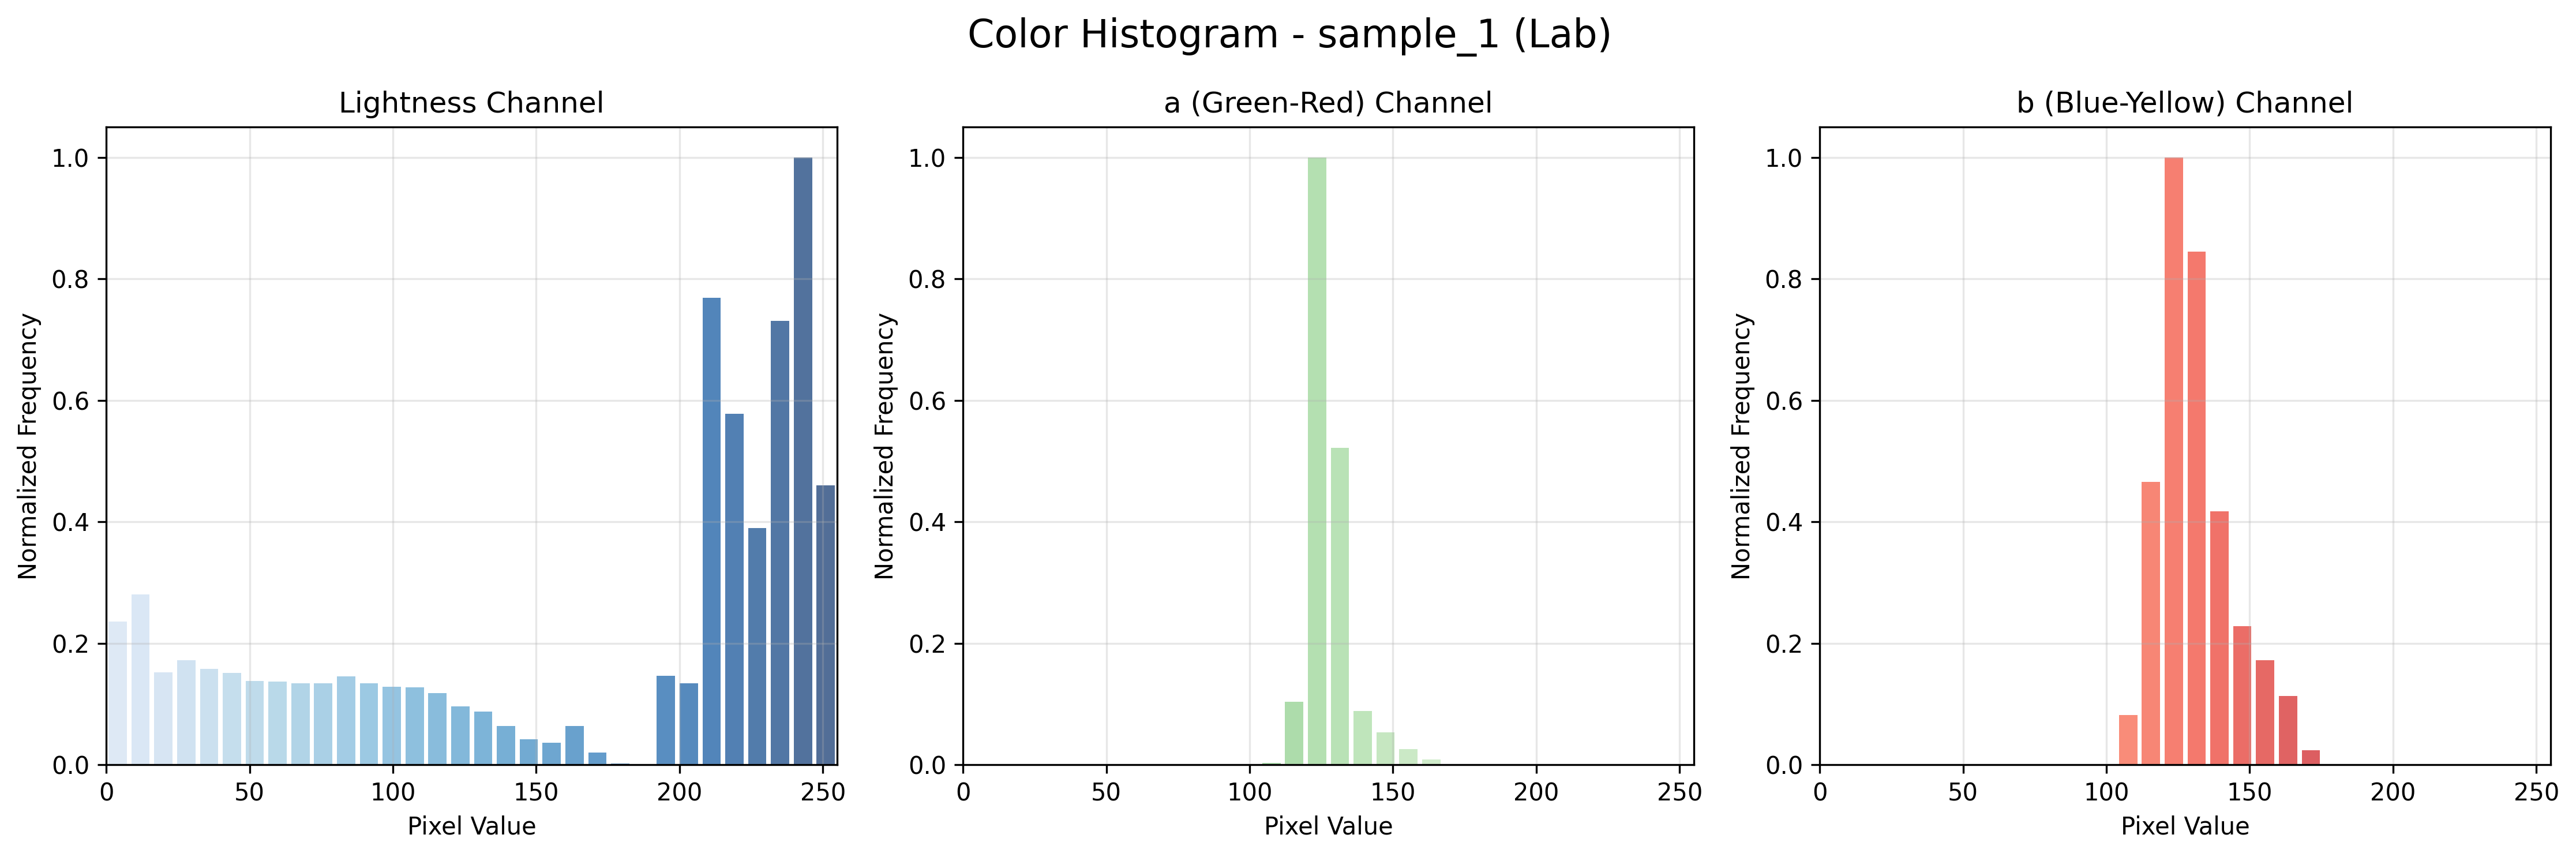 Color Histogram - sample_1 (Lab)
Lightness Channel
a (Green-Red) Channel
b (Blue-Yellow) Channel
Normalized Frequency
1.0
0.8
0.6
0.4
0.2
0.0
0 50 100 150 200 250
Pixel Value
Normalized Frequency
1.0
0.8
0.6
0.4
0.2
0.0
0 50 100 150 200 250
Pixel Value
Normalized Frequency
1.0
0.8
0.6
0.4
0.2
0.0
0 50 100 150 200 250
Pixel Value